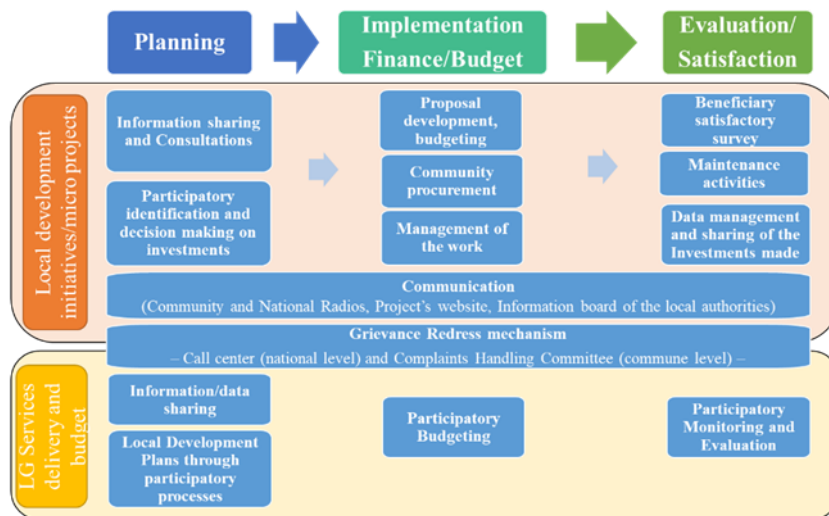 Planning
Implementation
Finance/Budget
Evaluation/
Satisfaction
Local development
initiatives/micro projects
Information sharing
and Consultations
Participatory
identification and
decision making on
investments
Proposal
development,
budgeting
Community
procurement
Management of
the work
Beneficiary
satisfactory
survey
Maintenance
activities
Data management
and sharing of the
Investments made
Communication
(Community and National Radios, Project's website, Information board of the local authorities)
Grievance Redress mechanism
– Call center (national level) and Complaints Handling Committee (commune level) –
LG Services
delivery and
budget
Information/data
sharing
Local Development
Plans through
participatory
processes
Participatory
Budgeting
Participatory
Monitoring and
Evaluation